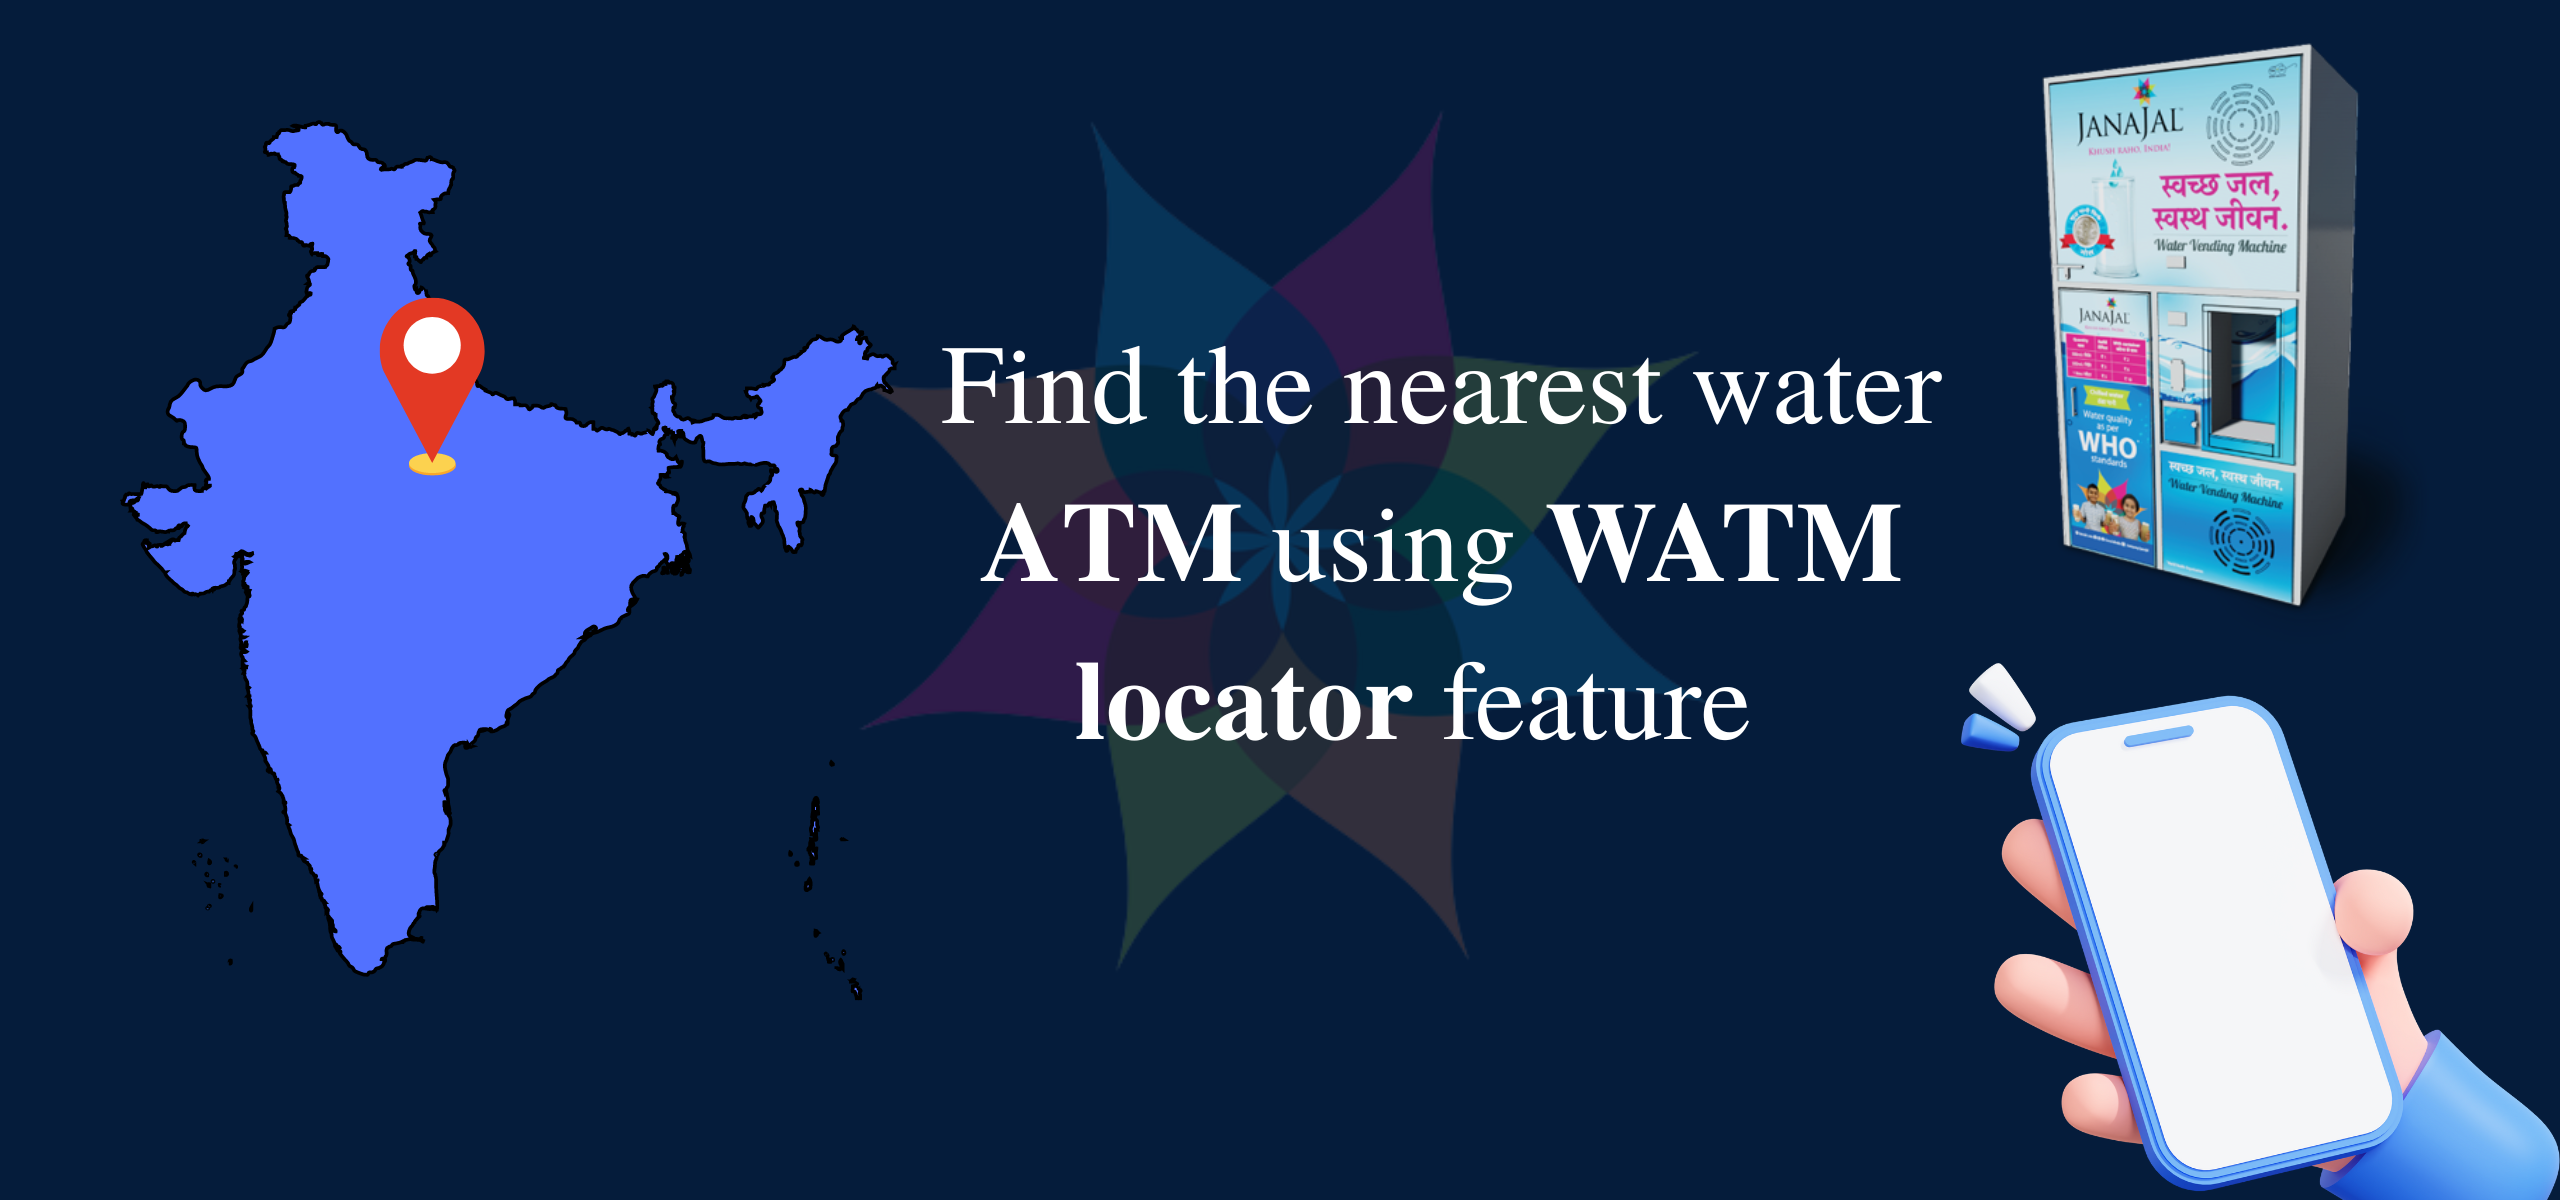 Find the nearest water
ATM using WATM
locator feature
JANAJAL
KHUSH RAHO, INDIA!
स्वच्छ जल,
स्वस्थ जीवन.
Water Vending Machine
JANAJAL
Water quality
as per
WHO
standards
स्वच्छ जल, स्वस्थ जीवन.
Water Vending Machine